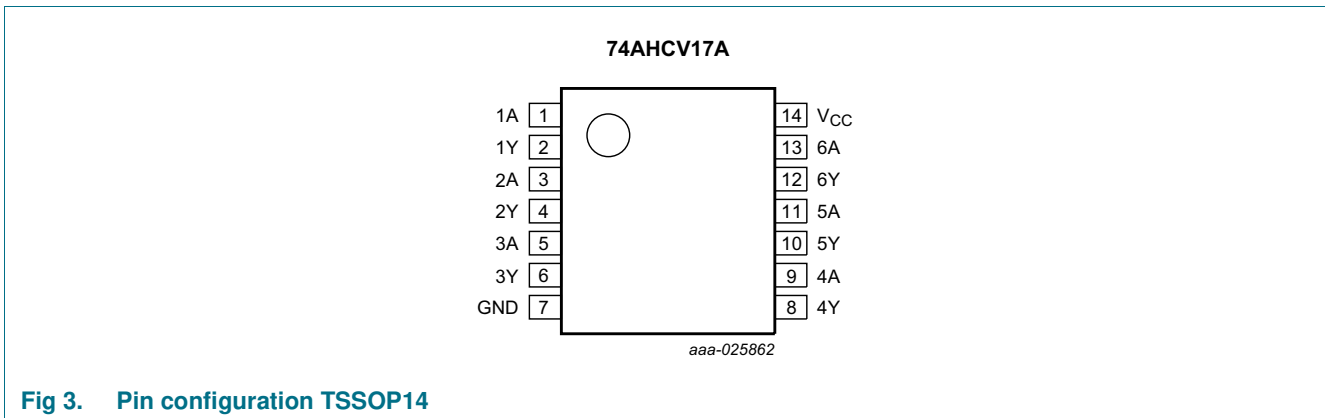 74AHCV17A
1A 1 14 VCC
1Y 2 13 6A
2A 3 12 6Y
2Y 4 11 5A
3A 5 10 5Y
3Y 6 9 4A
GND 7 8 4Y
aaa-025862
Fig 3. Pin configuration TSSOP14